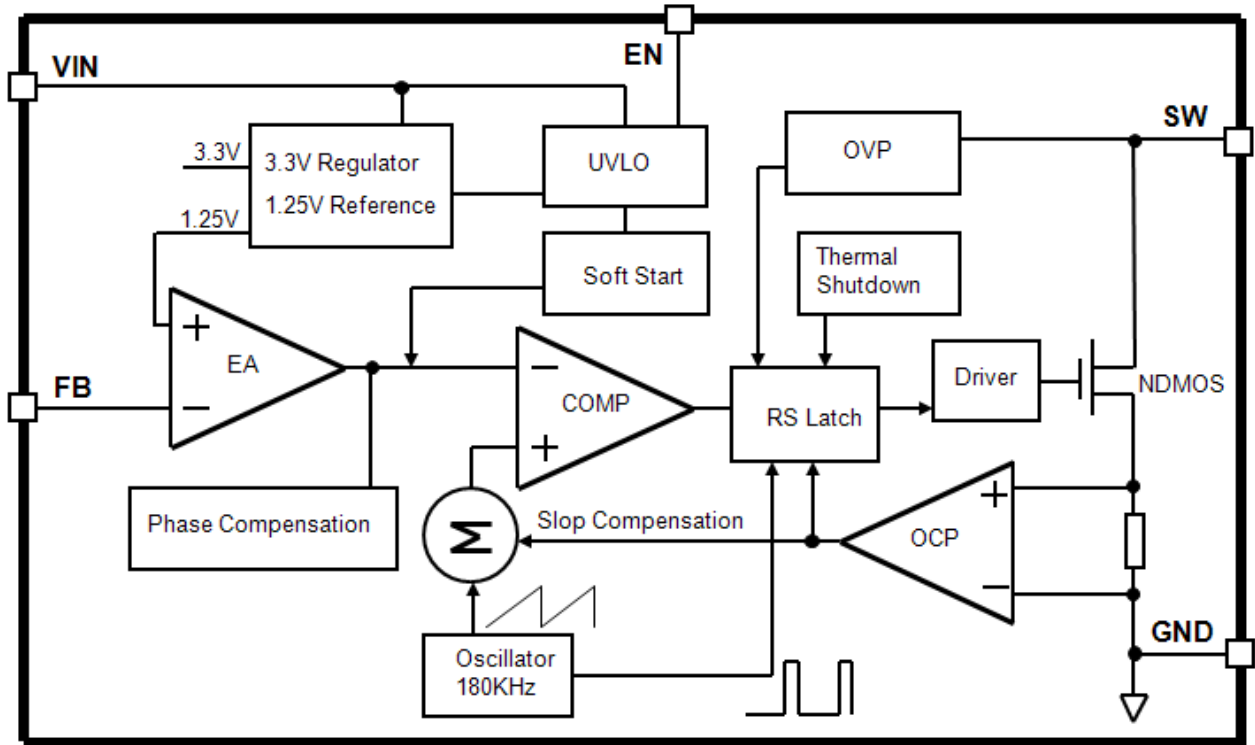 EN
VIN
SW
3.3V
3.3V Regulator
1.25V Reference
1.25V
UVLO
OVP
Soft Start
Thermal
Shutdown
+
EA
−
FB
−
COMP
+
RS Latch
Driver
NDMOS
Phase Compensation
Σ
Slop Compensation
+
OCP
−
GND
Oscillator
180KHz